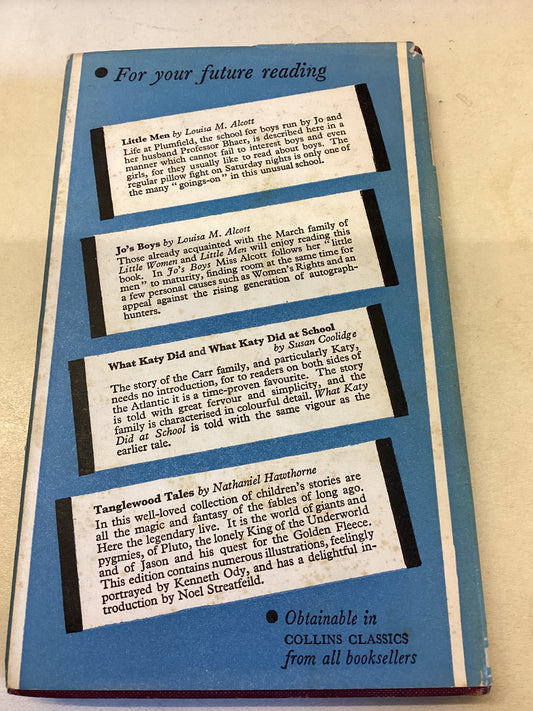 • For your future reading
Little Men by Louisa M. Alcott
Life at Plumfield, the school for boys run by Jo and
her husband Professor Bhaer, is described here in a
manner which cannot fail to interest boys and even
girls, for they usually like to read about boys. The
regular pillow fight on Saturday nights is only one of
the many "goings-on" in this unusual school.
Jo's Boys by Louisa M. Alcott
Those already acquainted with the March family of
Little Women and Little Men will enjoy reading this
book. In Jo's Boys Miss Alcott follows her "little
men" to maturity, finding room at the same time for
a few personal causes such as Women's Rights and an
appeal against the rising generation of autograph-
hunters.
What Katy Did and What Katy Did at School
by Susan Coolidge
The story of the Carr family, and particularly Katy,
needs no introduction, for to readers on both sides of
the Atlantic it is a time-proven favourite. The story
is told with great fervour and simplicity, and the
family is characterised in colourful detail. What Katy
Did at School is told with the same vigour as the
earlier tale.
Tanglewood Tales by Nathaniel Hawthorne
In this well-loved collection of children's stories are
all the magic and fantasy of the fables of long ago.
Here the legendary live. It is the world of giants and
pygmies, of Pluto, the lonely King of the Underworld
and of Jason and his quest for the Golden Fleece.
This edition contains numerous illustrations, feelingly
portrayed by Kenneth Ody, and has a delightful in-
troduction by Noel Streatfeild.
• Obtainable in
COLLINS CLASSICS
from all booksellers